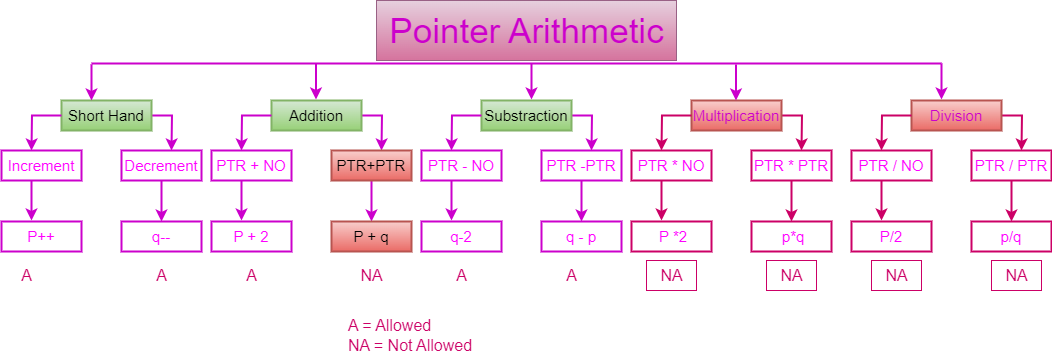 Pointer Arithmetic
Short Hand Addition Substraction Multiplication Division
Increment Decrement PTR + NO PTR+PTR PTR - NO PTR -PTR PTR * NO PTR * PTR PTR / NO PTR / PTR
P++ q-- P + 2 P + q q-2 q - p P *2 p*q P/2 p/q
A A A NA A A NA NA NA NA
A = Allowed
NA = Not Allowed